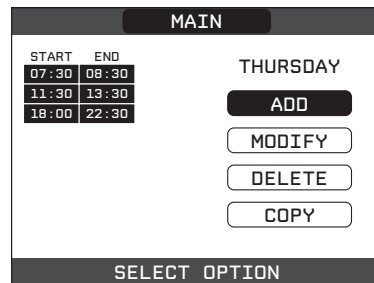 MAIN
START END
07:30 08:30
11:30 13:30
18:00 22:30
THURSDAY
ADD
MODIFY
DELETE
COPY
SELECT OPTION